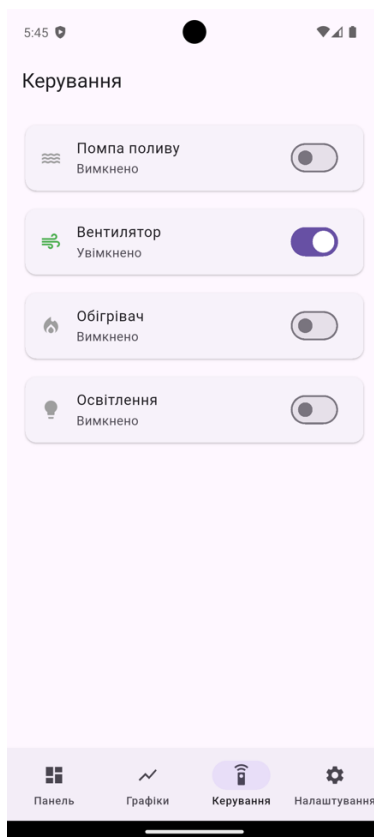 5:45
Керування
Помпа поливу
Вимкнено
Вентилятор
Увімкнено
Обігрівач
Вимкнено
Освітлення
Вимкнено
Панель
Графіки
Керування
Налаштування